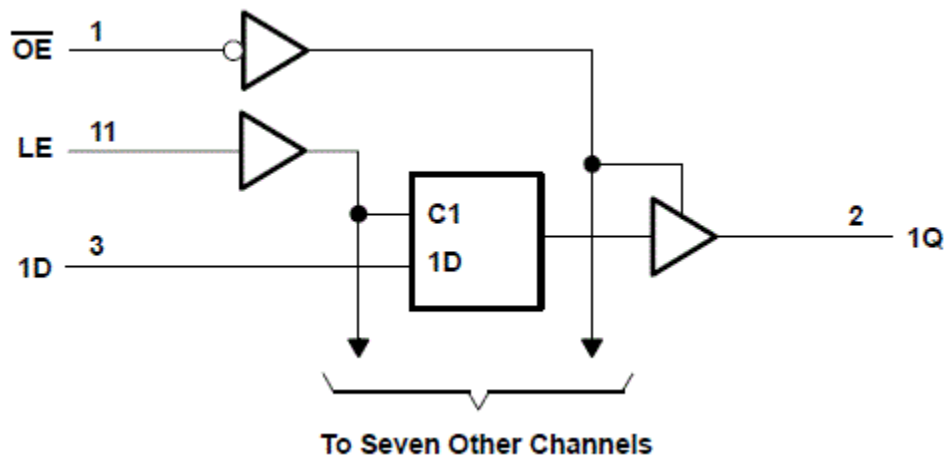 OE
1
LE
11
C1
1D
3
1D
2
1Q
To Seven Other Channels